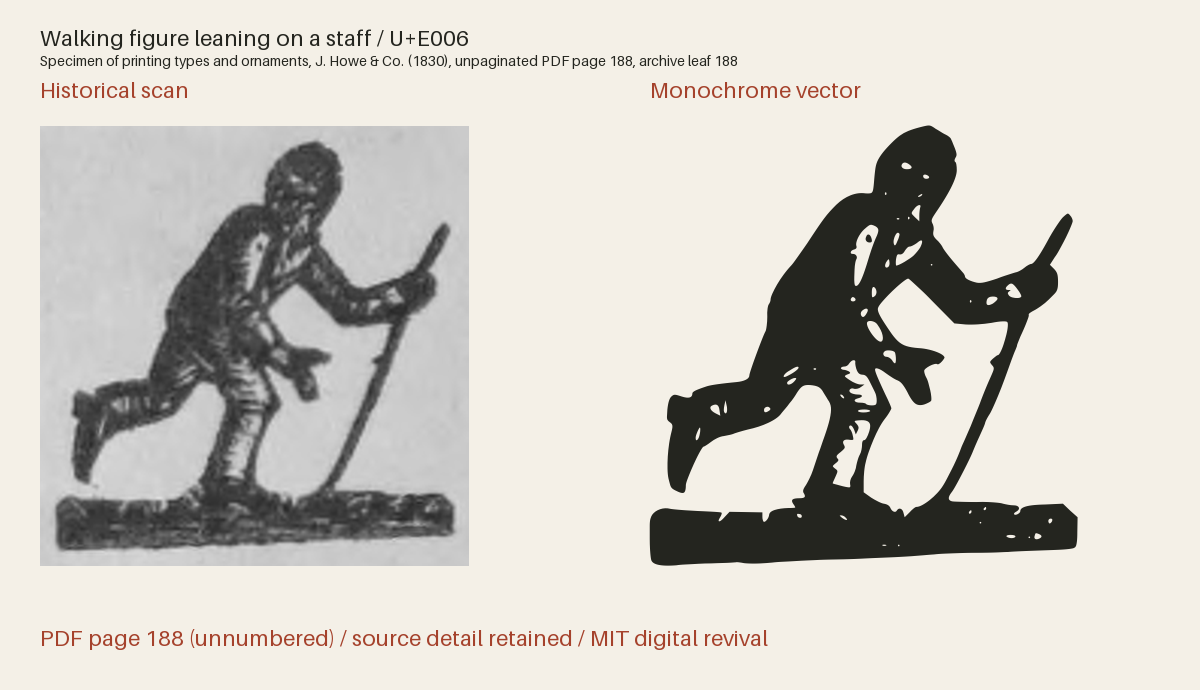 Walking figure leaning on a staff / U+E006
Specimen of printing types and ornaments, J. Howe & Co. (1830), unpaginated PDF page 188, archive leaf 188
Historical scan
Monochrome vector
PDF page 188 (unnumbered) / source detail retained / MIT digital revival